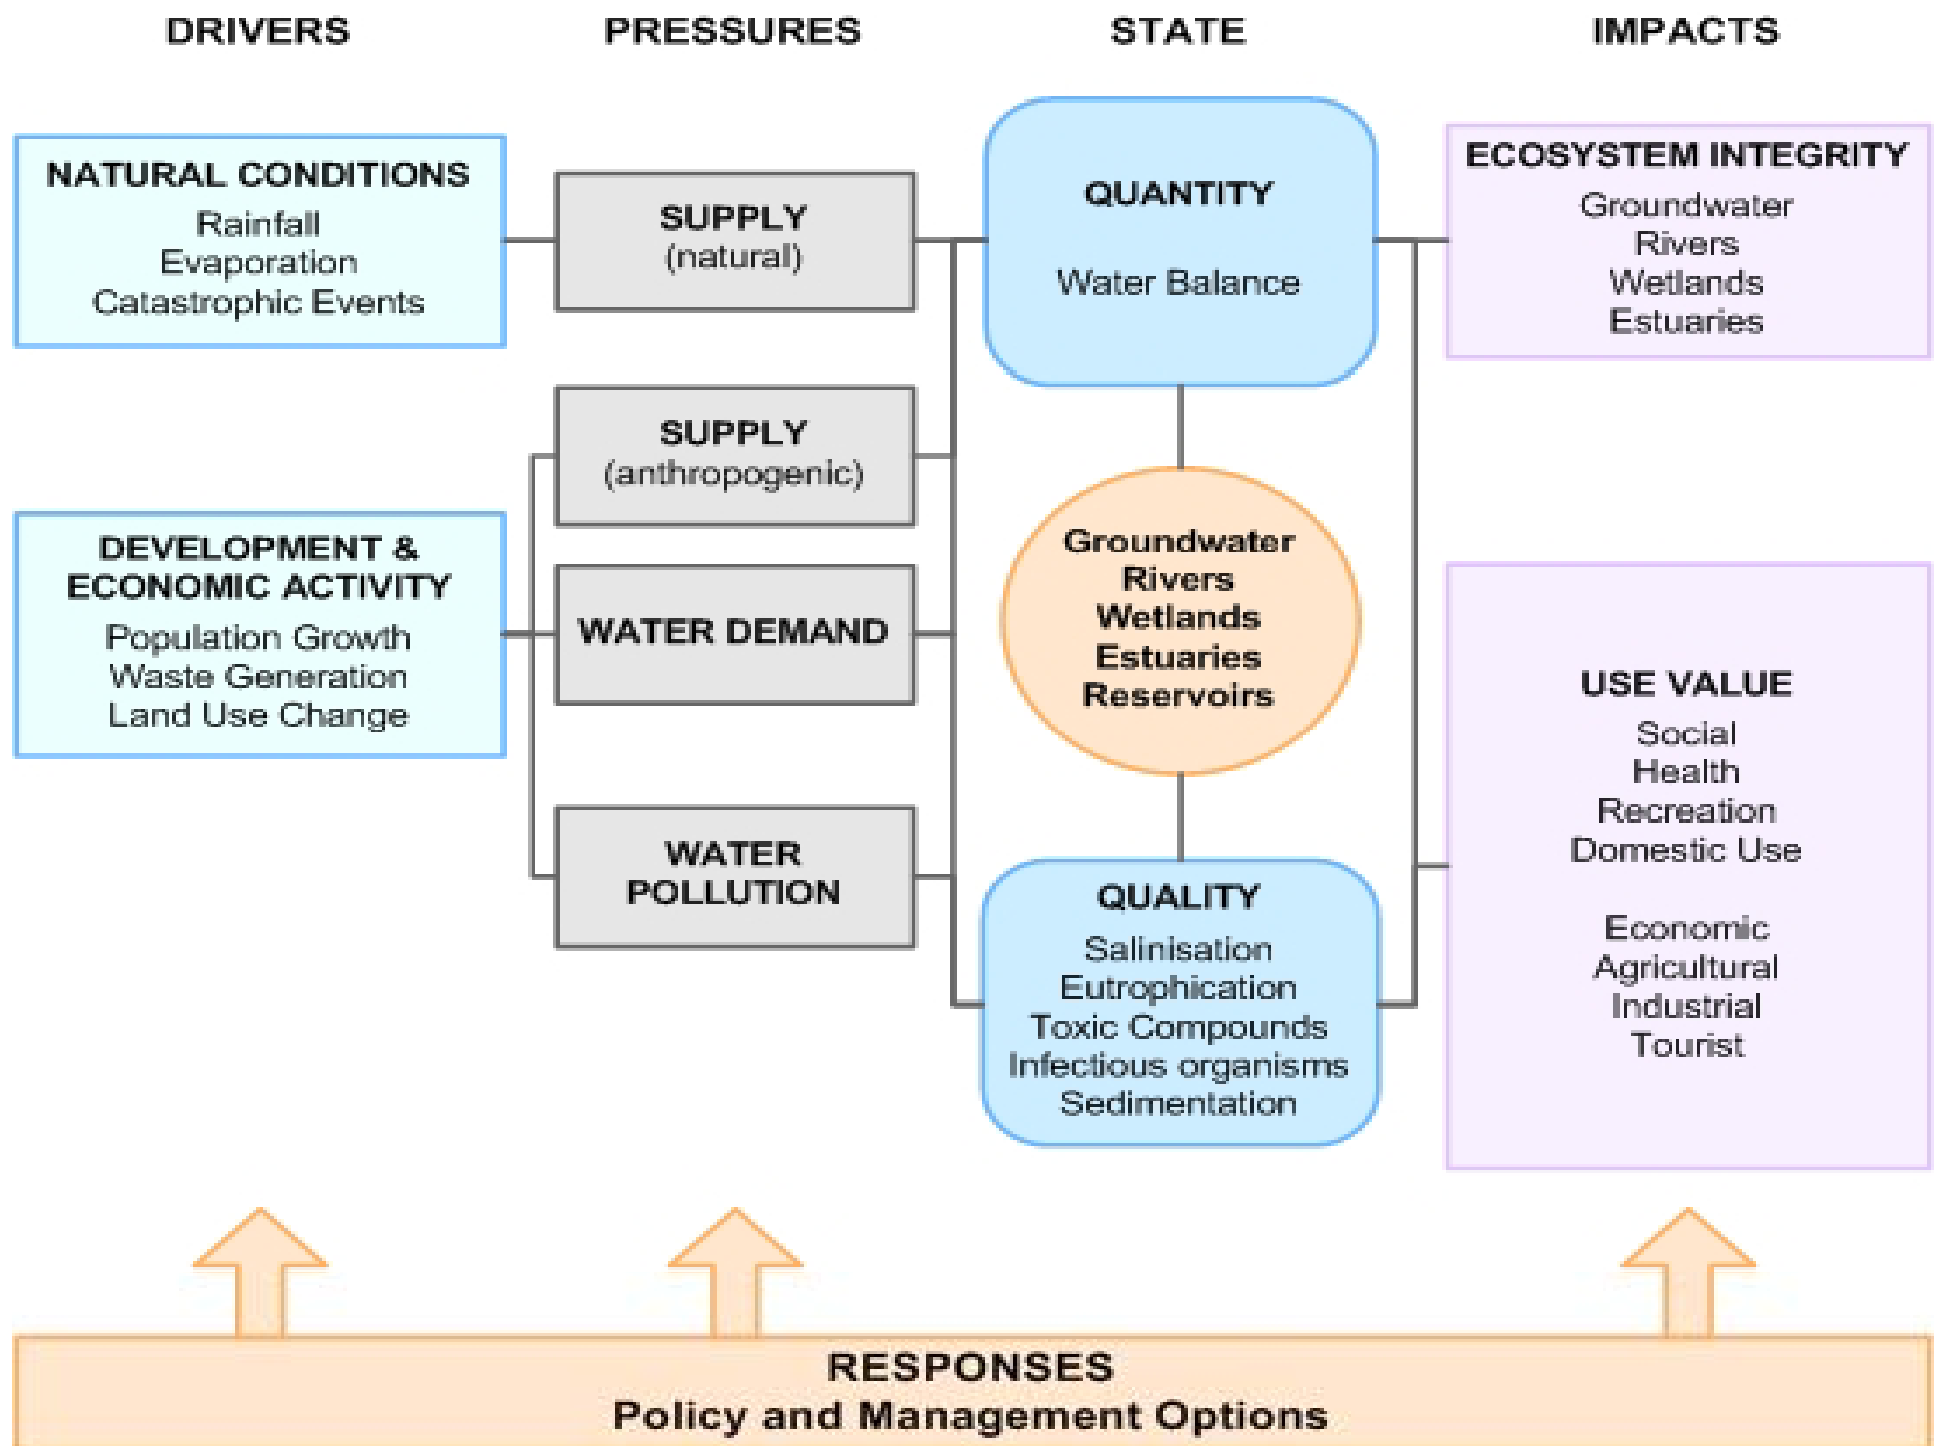 DRIVERS
PRESSURES
STATE
IMPACTS
NATURAL CONDITIONS
Rainfall
Evaporation
Catastrophic Events
DEVELOPMENT &
ECONOMIC ACTIVITY
Population Growth
Waste Generation
Land Use Change
SUPPLY
(natural)
SUPPLY
(anthropogenic)
WATER DEMAND
WATER
POLLUTION
QUANTITY
Water Balance
Groundwater
Rivers
Wetlands
Estuaries
Reservoirs
QUALITY
Salinisation
Eutrophication
Toxic Compounds
Infectious organisms
Sedimentation
ECOSYSTEM INTEGRITY
Groundwater
Rivers
Wetlands
Estuaries
USE VALUE
Social
Health
Recreation
Domestic Use
Economic
Agricultural
Industrial
Tourist
RESPONSES
Policy and Management Options